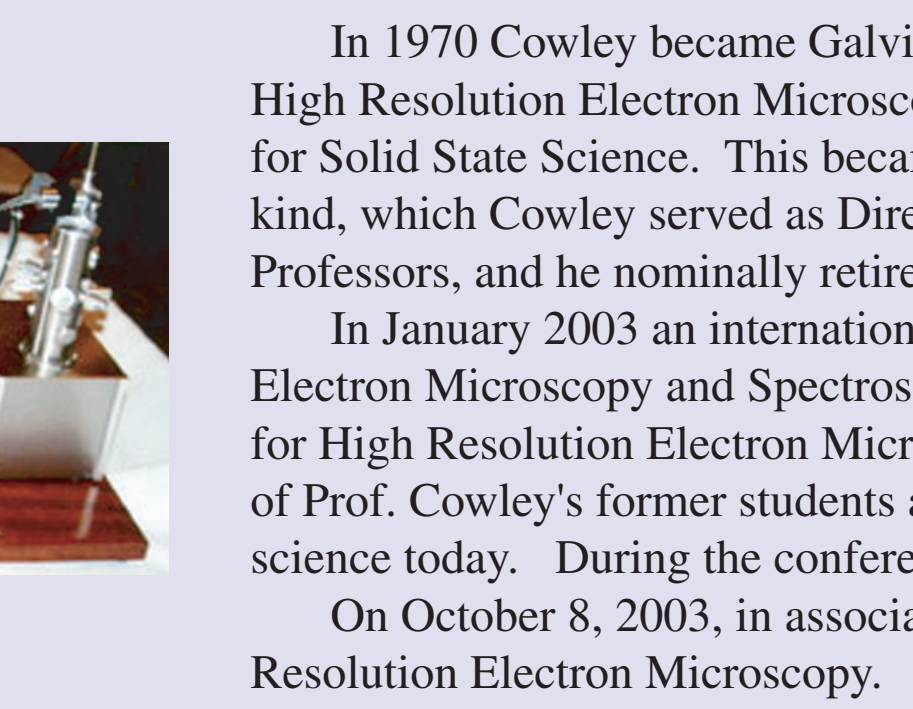 In 1970 Cowley became Galvi
High Resolution Electron Microsc
for Solid State Science.  This beca
kind, which Cowley served as Dire
Professors, and he nominally retire
In January 2003 an internation
Electron Microscopy and Spectros
for High Resolution Electron Micr
of Prof. Cowley's former students a
science today.   During the confere
On October 8, 2003, in associa
Resolution Electron Microscopy.